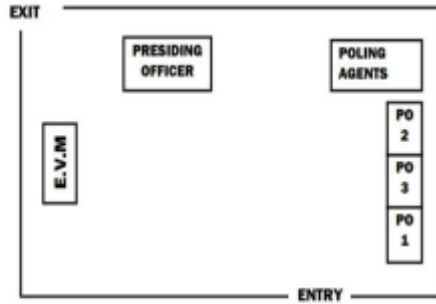 EXIT
PRESIDING
OFFICER
POLING
AGENTS
E.V.M
PO
2
PO
3
PO
1
ENTRY